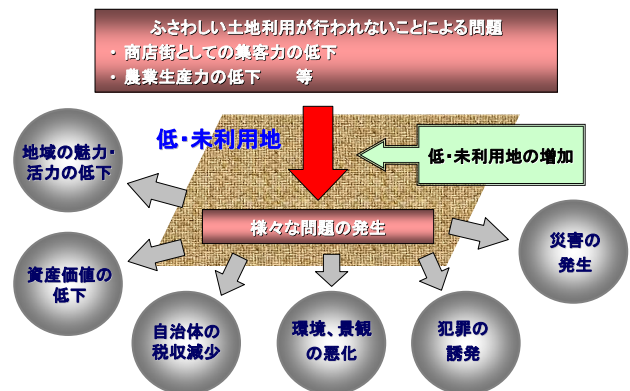 ふさわしい土地利用が行われないことによる問題
・ 商店街としての集客力の低下
・ 農業生産力の低下　　等
低・未利用地
低・未利用地の増加
地域の魅力・
活力の低下
様々な問題の発生
災害の
発生
資産価値の
低下
自治体の
税収減少
環境、景観
の悪化
犯罪の
誘発